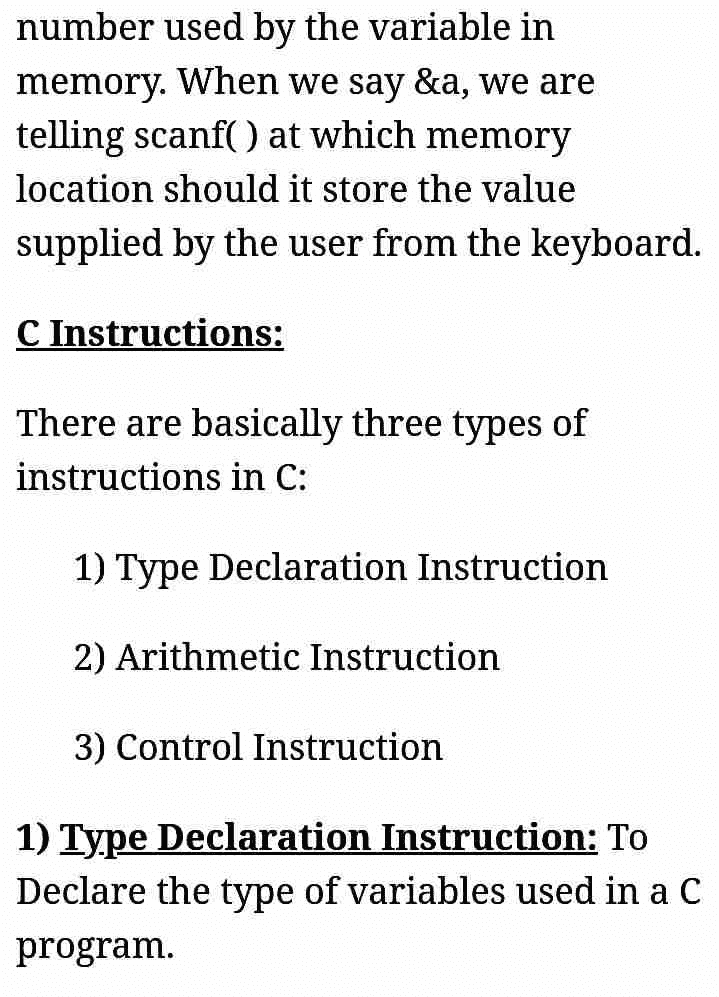 number used by the variable in
memory. When we say &a, we are
telling scanf( ) at which memory
location should it store the value
supplied by the user from the keyboard.
C Instructions:
There are basically three types of
instructions in C:
1) Type Declaration Instruction
2) Arithmetic Instruction
3) Control Instruction
1) Type Declaration Instruction: To
Declare the type of variables used in a C
program.